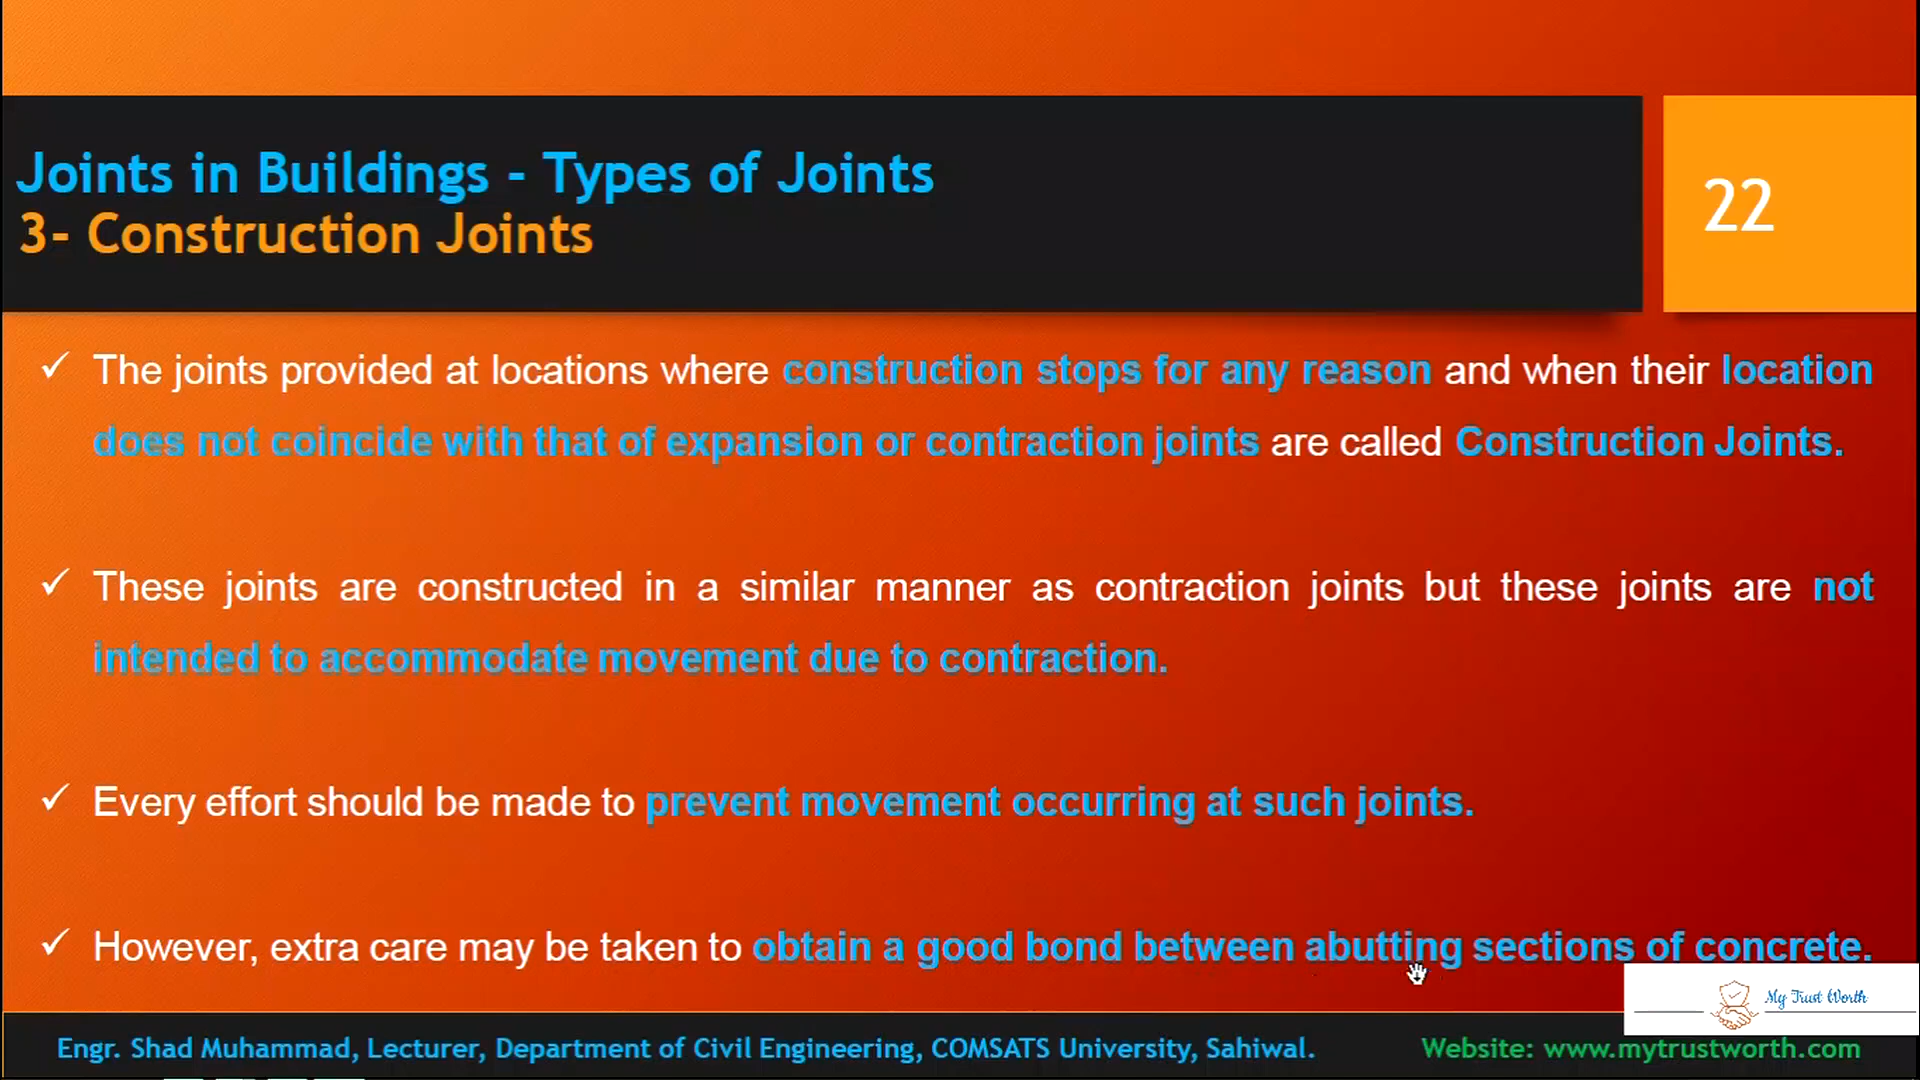 Joints in Buildings - Types of Joints
3- Construction Joints
22
✓ The joints provided at locations where construction stops for any reason and when their location
does not coincide with that of expansion or contraction joints are called Construction Joints.
✓ These joints are constructed in a similar manner as contraction joints but these joints are not
intended to accommodate movement due to contraction.
✓ Every effort should be made to prevent movement occurring at such joints.
✓ However, extra care may be taken to obtain a good bond between abutting sections of concrete.
My Trust Worth
Engr. Shad Muhammad, Lecturer, Department of Civil Engineering, COMSATS University, Sahiwal.
Website: www.mytrustworth.com